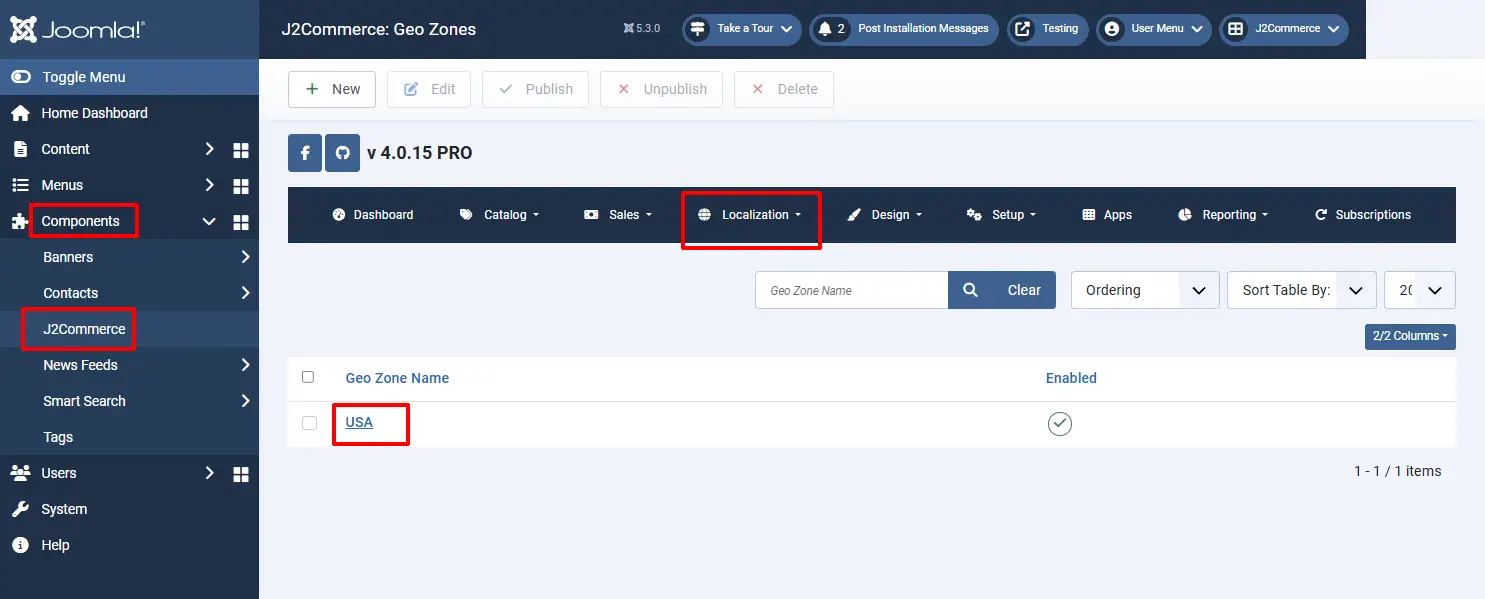 Joomla!
J2Commerce: Geo Zones
5.3.0
Take a Tour
2 Post Installation Messages
Testing
User Menu
J2Commerce
Toggle Menu
Home Dashboard
Content
Menus
Components
Banners
Contacts
J2Commerce
News Feeds
Smart Search
Tags
Users
System
Help
New
Edit
Publish
Unpublish
Delete
v 4.0.15 PRO
Dashboard
Catalog
Sales
Localization
Design
Setup
Apps
Reporting
Subscriptions
Geo Zone Name
Clear
Ordering
Sort Table By:
2/2 Columns
Geo Zone Name
Enabled
USA
1 - 1 / 1 items